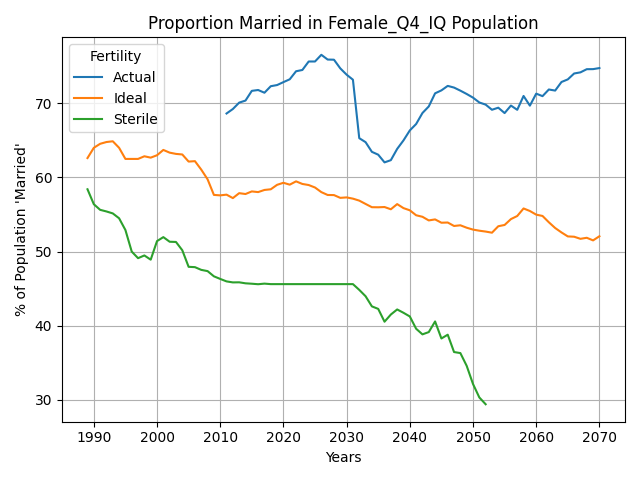 Proportion Married in Female_Q4_IQ Population
Fertility
Actual
Ideal
Sterile
% of Population 'Married'
70
60
50
40
30
1990 2000 2010 2020 2030 2040 2050 2060 2070
Years